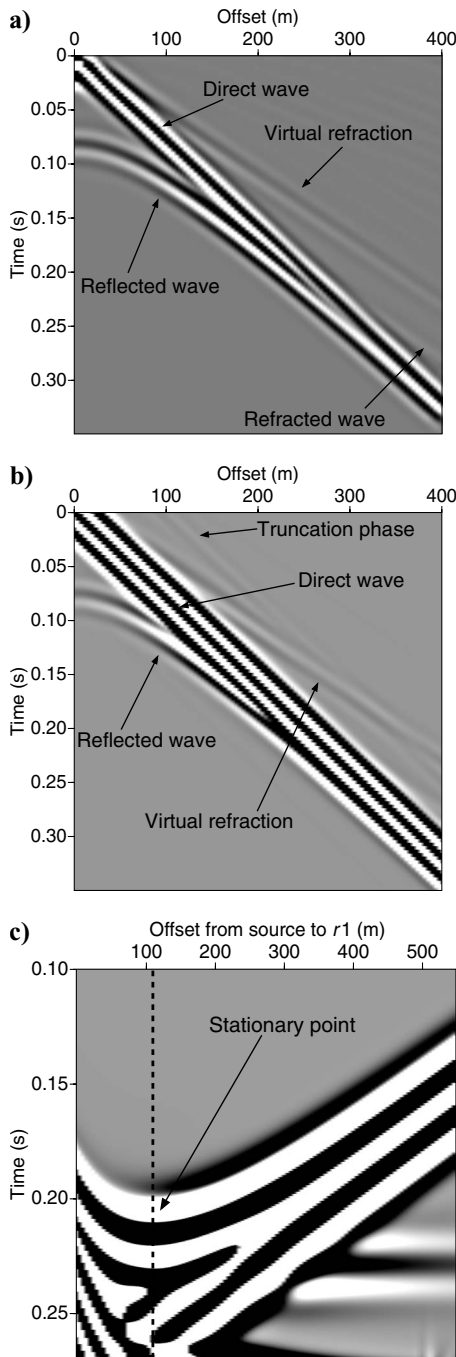 a)
Offset (m)
0 100 200 300 400
0
0.05
0.10
0.15
0.20
0.25
0.30
Time (s)
Direct wave
Virtual refraction
Reflected wave
Refracted wave
b)
Offset (m)
0 100 200 300 400
0
0.05
0.10
0.15
0.20
0.25
0.30
Time (s)
Truncation phase
Direct wave
Reflected wave
Virtual refraction
c)
Offset from source to r1 (m)
100 200 300 400 500
0.10
0.15
0.20
0.25
Time (s)
Stationary point